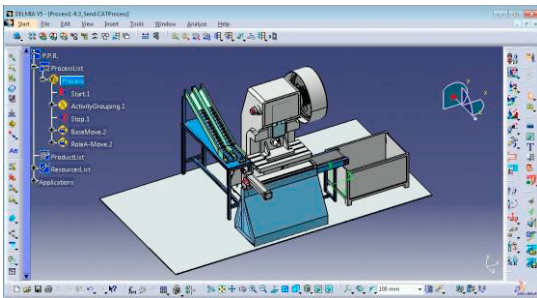 DELMIA V5 - [Process1-8.3_Send.CATProcess]
Start File Edit View Insert Tools Window Analyze Help
P.P.R.
ProcessList
Process
Start.1
ActivityGrouping.1
Stop.1
BaseMove.2
RoleA-Move.2
ProductList
ResourcesList
Applications
100 mm